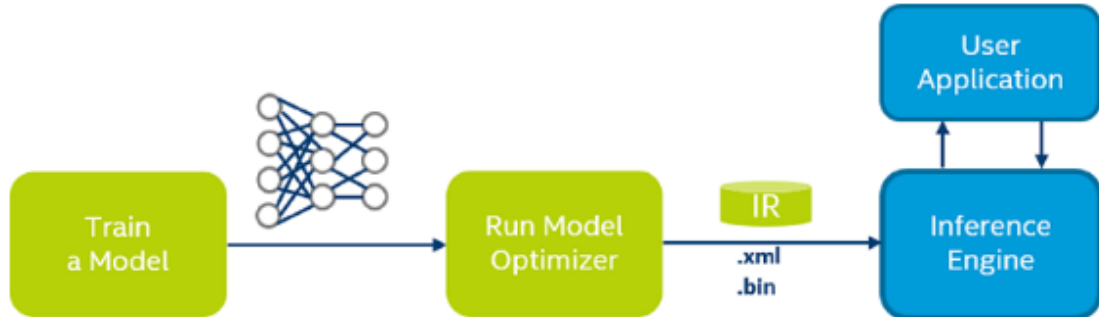 Train
a Model
Run Model
Optimizer
IR
.xml
.bin
User
Application
Inference
Engine